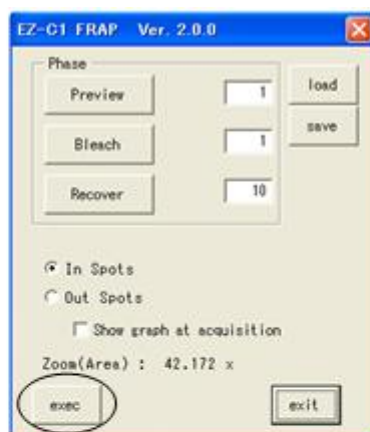 EZ-C1 FRAP Ver. 2.0.0
Phase
Preview 1 load
Bleach 1 save
Recover 10
In Spots
Out Spots
Show graph at acquisition
Zoom(Area) : 42.172 x
exec exit